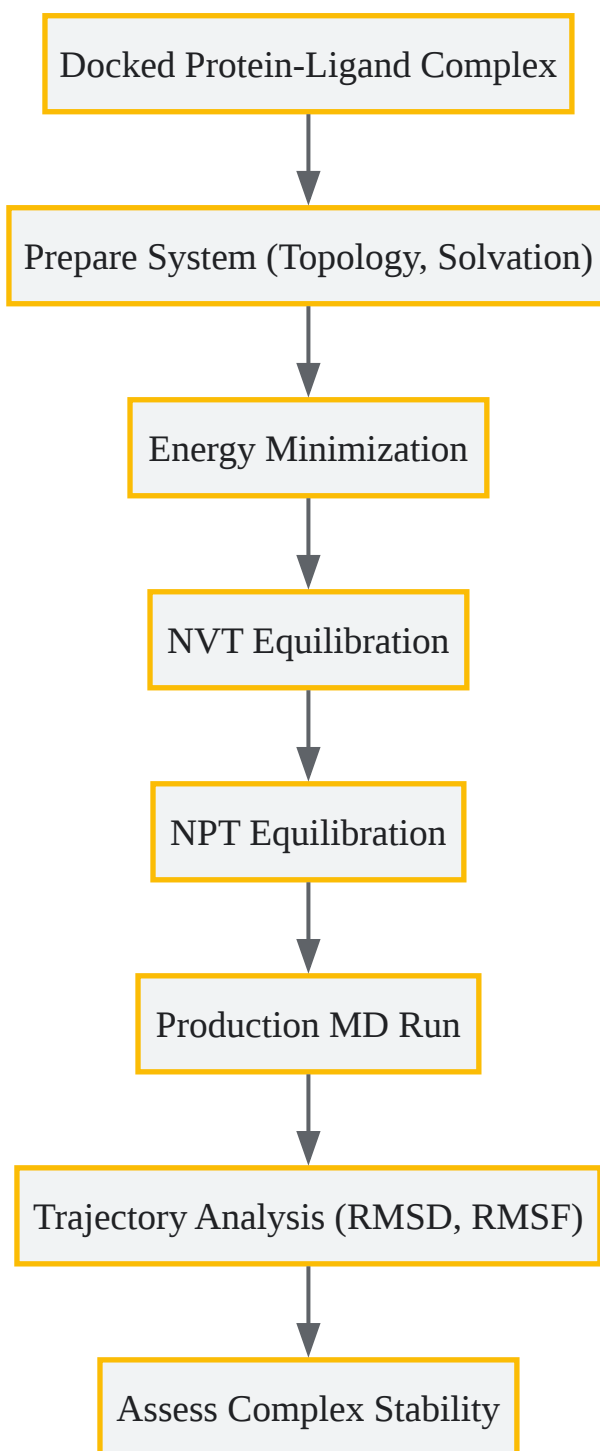 Docked Protein-Ligand Complex
Prepare System (Topology, Solvation)
Energy Minimization
NVT Equilibration
NPT Equilibration
Production MD Run
Trajectory Analysis (RMSD, RMSF)
Assess Complex Stability